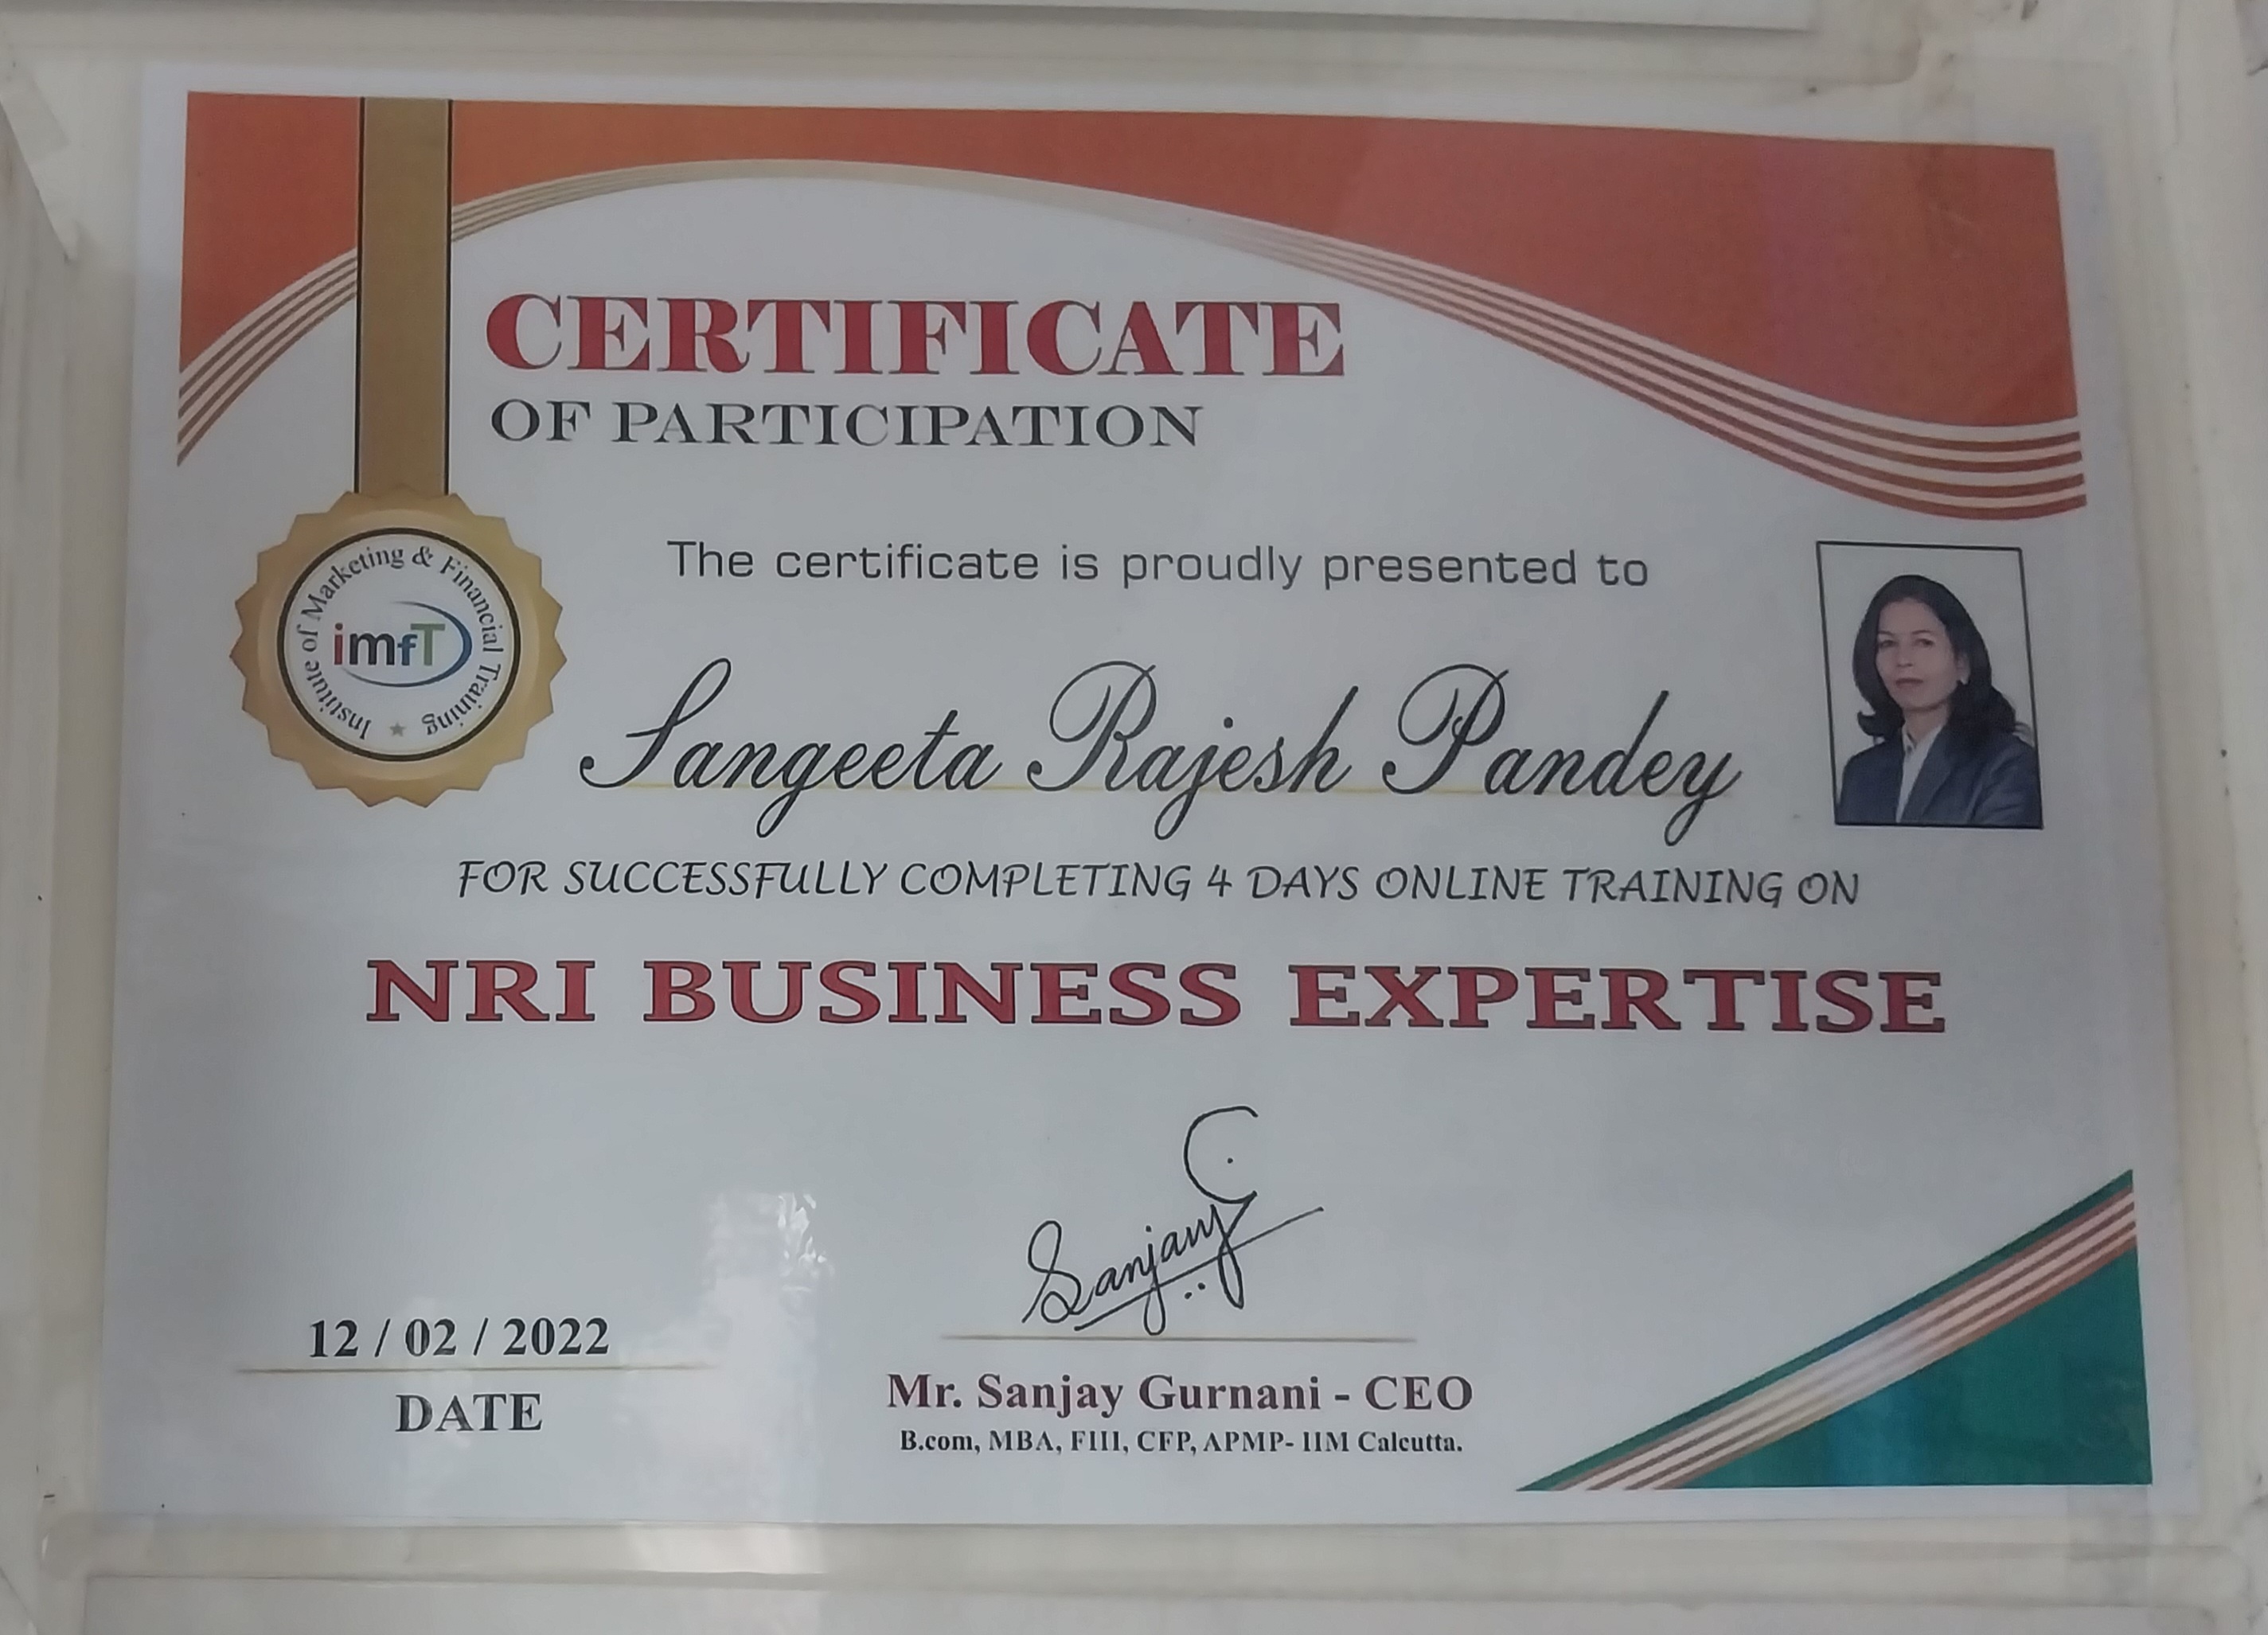 CERTIFICATE
OF PARTICIPATION
Institute of Marketing & Financial Training
imfT
The certificate is proudly presented to
Sangeeta Rajesh Pandey
FOR SUCCESSFULLY COMPLETING 4 DAYS ONLINE TRAINING ON
NRI BUSINESS EXPERTISE
Sanjay
12 / 02 / 2022
DATE
Mr. Sanjay Gurnani - CEO
B.com, MBA, FIII, CFP, APMP- IIM Calcutta.